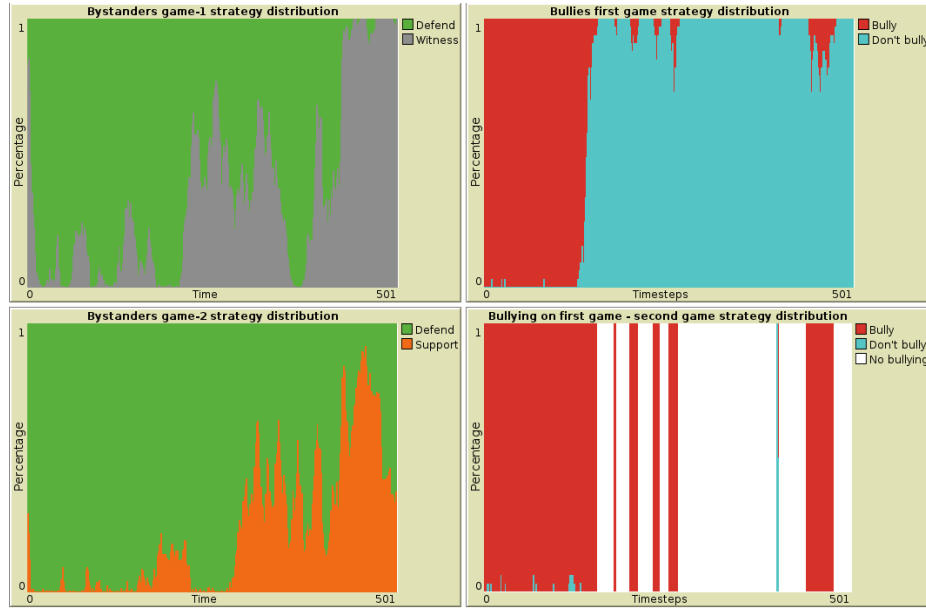 Bystanders game-1 strategy distribution
1
Defend
Witness
Percentage
0
0
Time
501
Bullies first game strategy distribution
1
Bully
Don't bully
Percentage
0
0
Timesteps
501
Bystanders game-2 strategy distribution
1
Defend
Support
Percentage
0
0
Time
501
Bullying on first game - second game strategy distribution
1
Bully
Don't bully
No bullying
Percentage
0
0
Timesteps
501